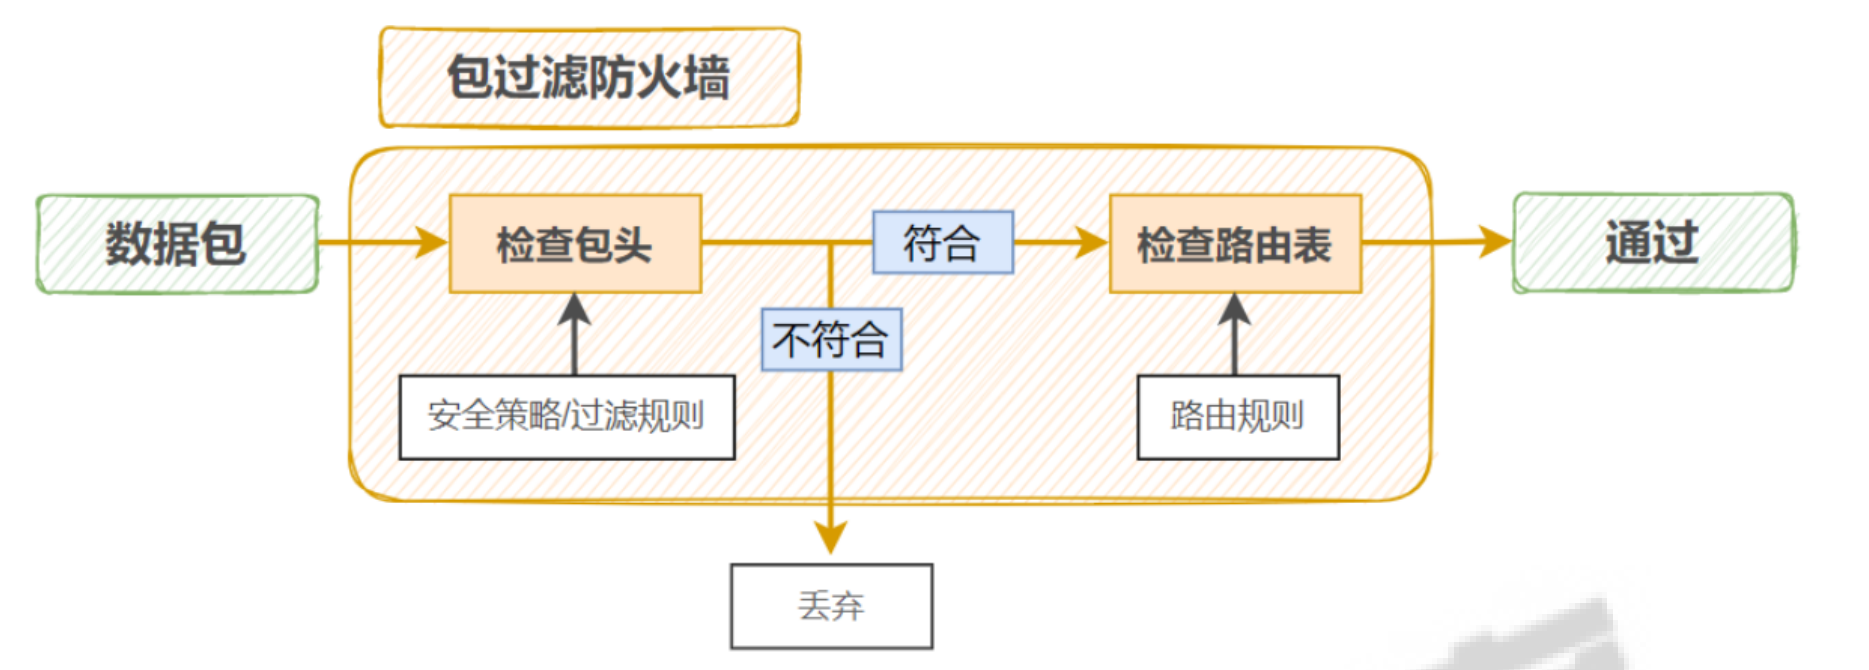 包过滤防火墙
数据包
检查包头
符合
检查路由表
通过
不符合
安全策略/过滤规则
路由规则
丢弃